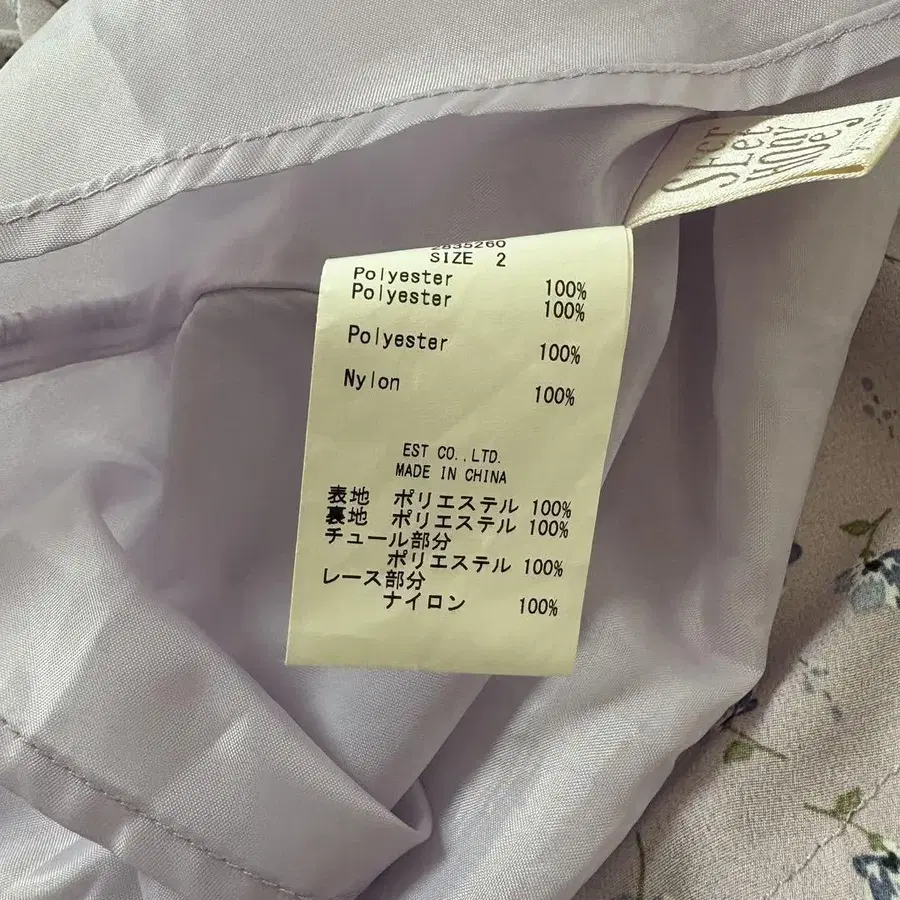 SEcrEt
HOnEy
2835260
SIZE 2
Polyester 100%
Polyester 100%
Polyester 100%
Nylon 100%
EST CO.,LTD.
MADE IN CHINA
表地 ポリエステル 100%
裏地 ポリエステル 100%
チュール部分
ポリエステル 100%
レース部分
ナイロン 100%